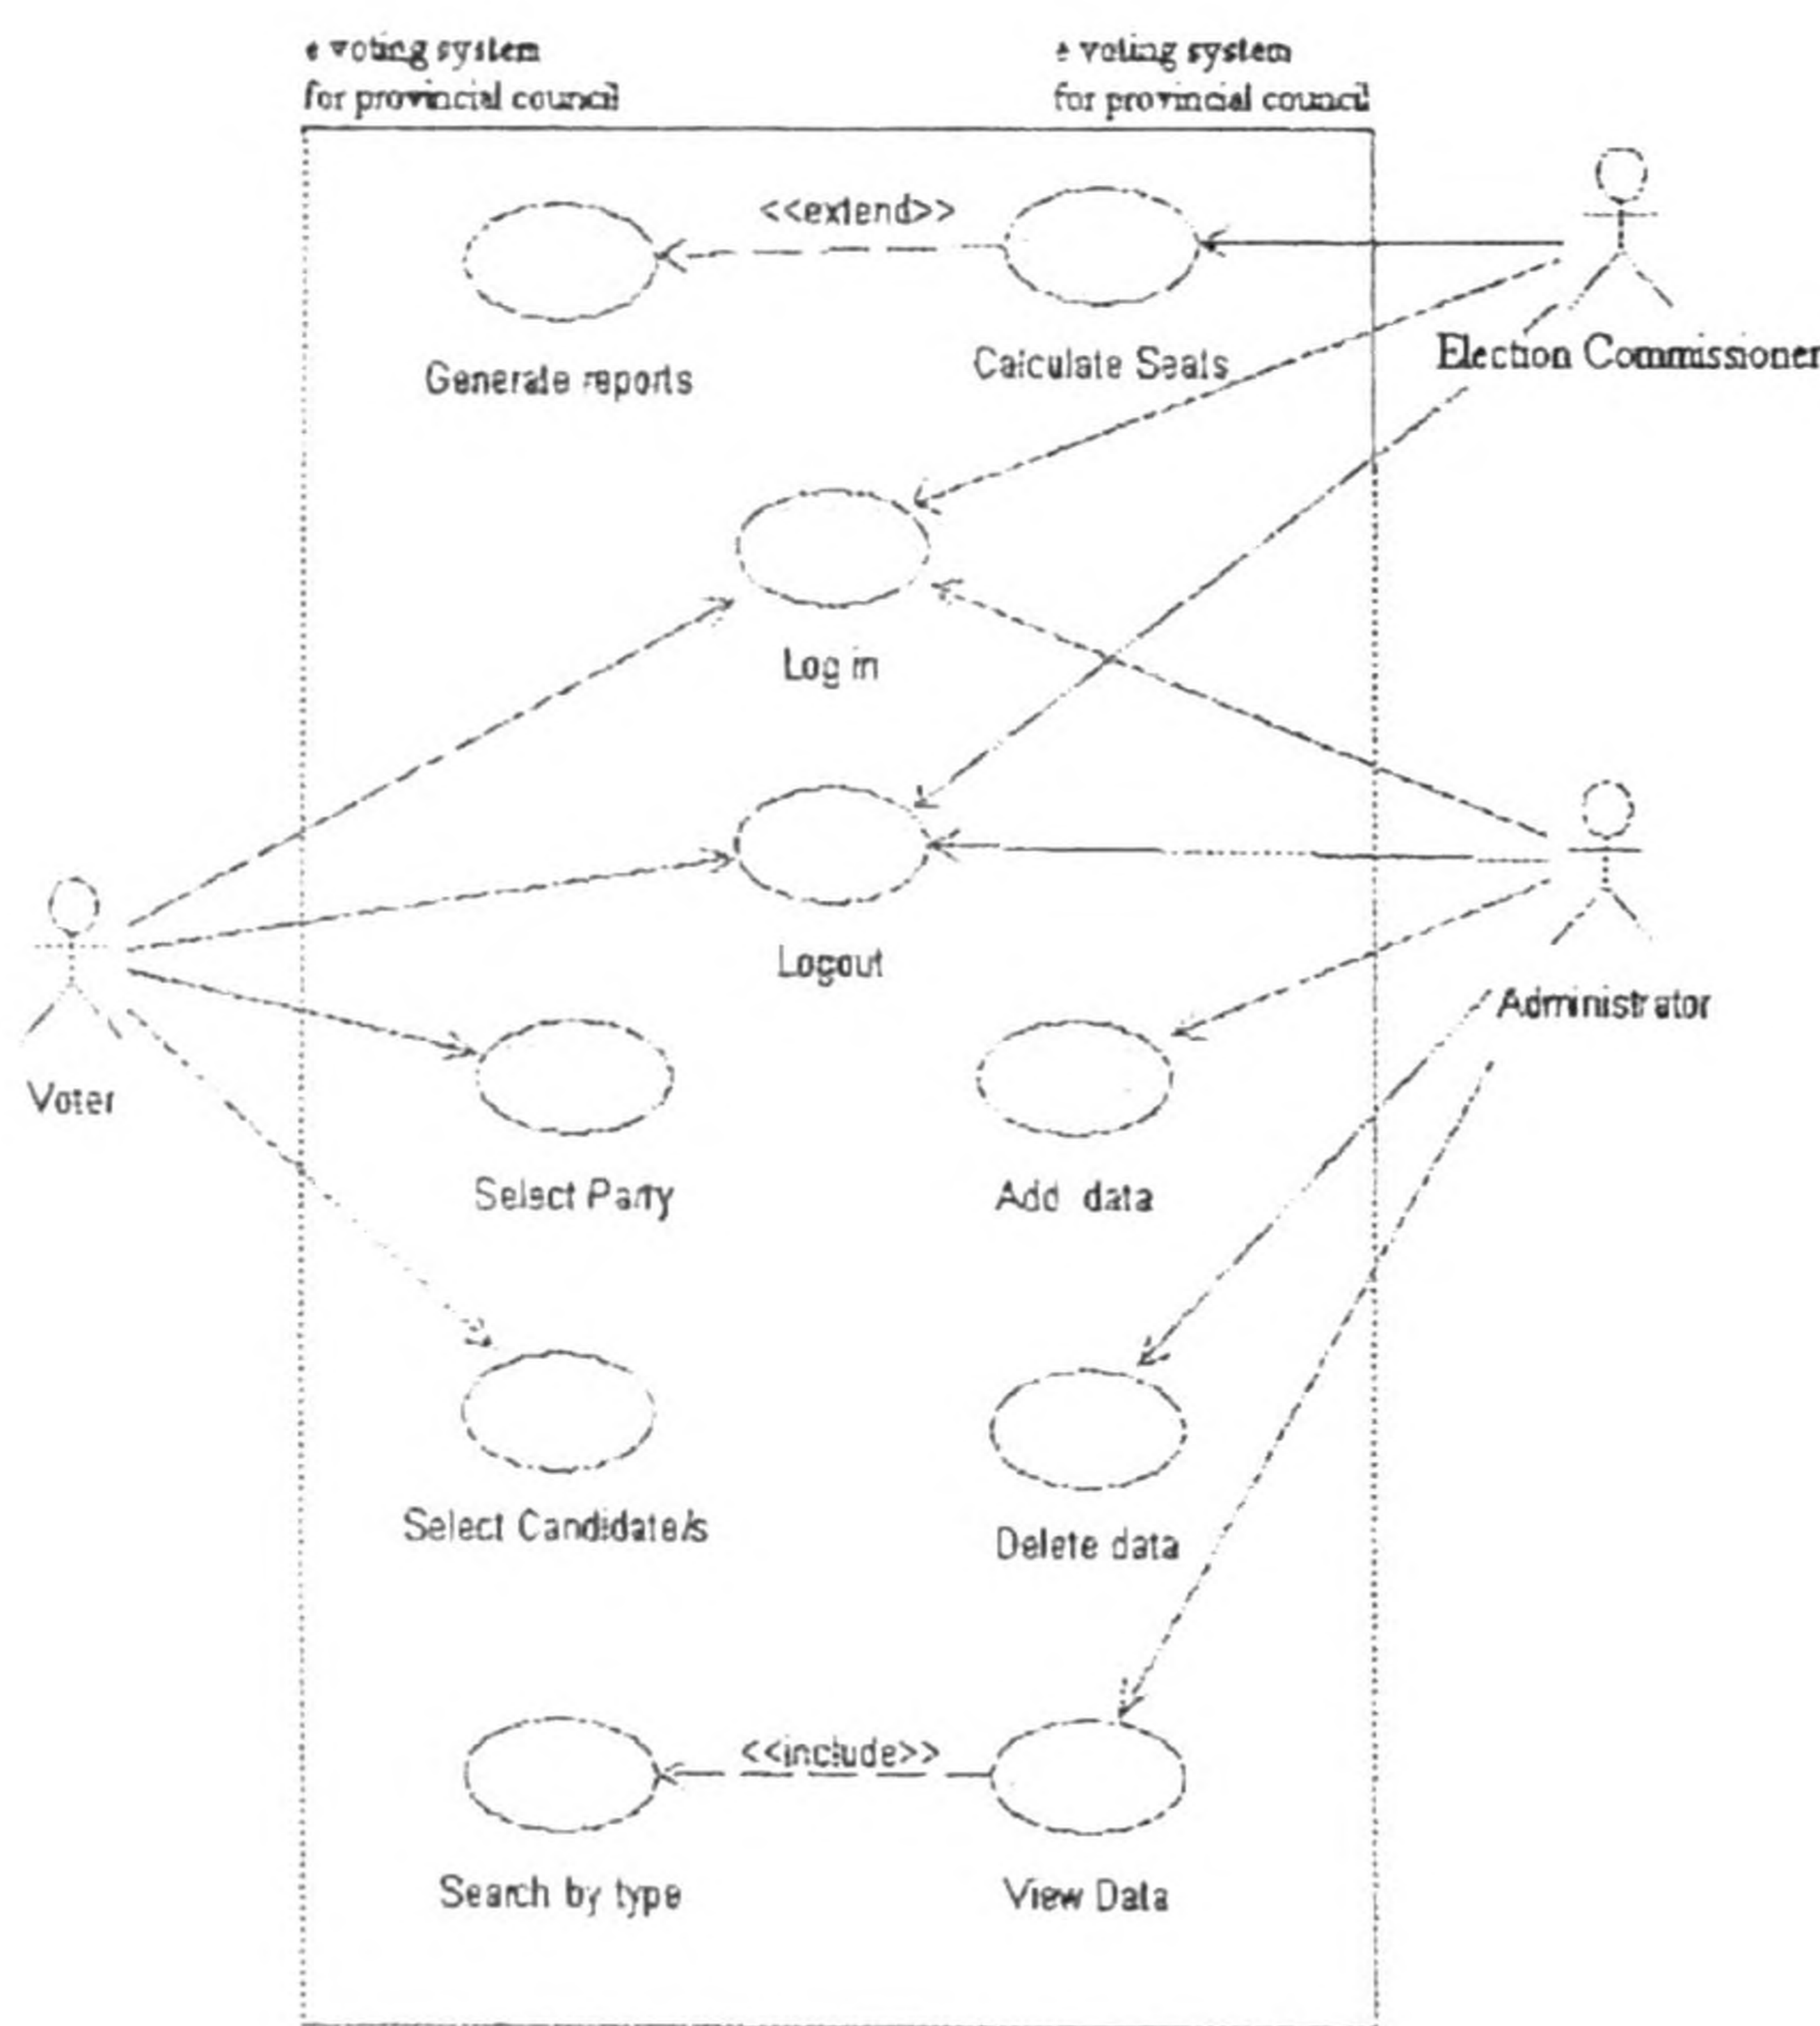 e voting system
for provincial council
e voting system
for provincial council
<<extend>>
Generate reports
Calculate Seats
Election Commissioner
Log in
Logout
Voter
Administrator
Select Party
Add data
Select Candidate/s
Delete data
<<include>>
Search by type
View Data